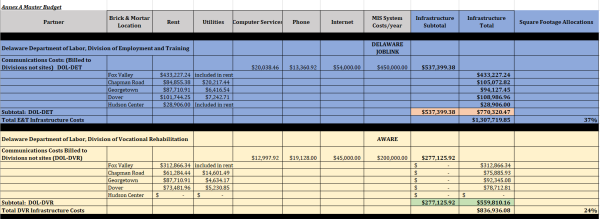 Annex A Master Budget
Partner Brick & Mortar Location Rent Utilities Computer Services Phone Internet MIS System Costs/year Infrastructure Subtotal Infrastructure Total Square Footage Allocations
Delaware Department of Labor, Division of Employment and Training DELAWARE JOBLINK
Communications Costs: (Billed to Divisions not sites) DOL-DET $20,038.46 $13,360.92 $54,000.00 $450,000.00 $537,399.38
Fox Valley $433,227.24 included in rent $433,227.24
Chapman Road $84,855.38 $20,217.44 $105,072.82
Georgetown $87,710.91 $6,416.54 $94,127.45
Dover $101,744.25 $7,242.71 $108,986.96
Hudson Center $28,906.00 included in rent $28,906.00
Subtotal: DOL-DET $537,399.38 $770,320.47
Total E&T Infrastructure Costs $1,307,719.85 37%
Delaware Department of Labor, Division of Vocational Rehabilitation AWARE
Communications Costs Billed to Divisions not sites (DOL-DVR) $12,997.92 $19,128.00 $45,000.00 $200,000.00 $277,125.92
Fox Valley $312,866.34 included in rent $ - $312,866.34
Chapman Road $61,284.44 $14,601.49 $ - $75,885.93
Georgetown $87,710.91 $4,634.17 $ - $92,345.08
Dover $73,481.96 $5,230.85 $ - $78,712.81
Hudson Center $ - $ - $ -
Subtotal: DOL-DVR $277,125.92 $559,810.16
Total DVR Infrastructure Costs $836,936.08 24%